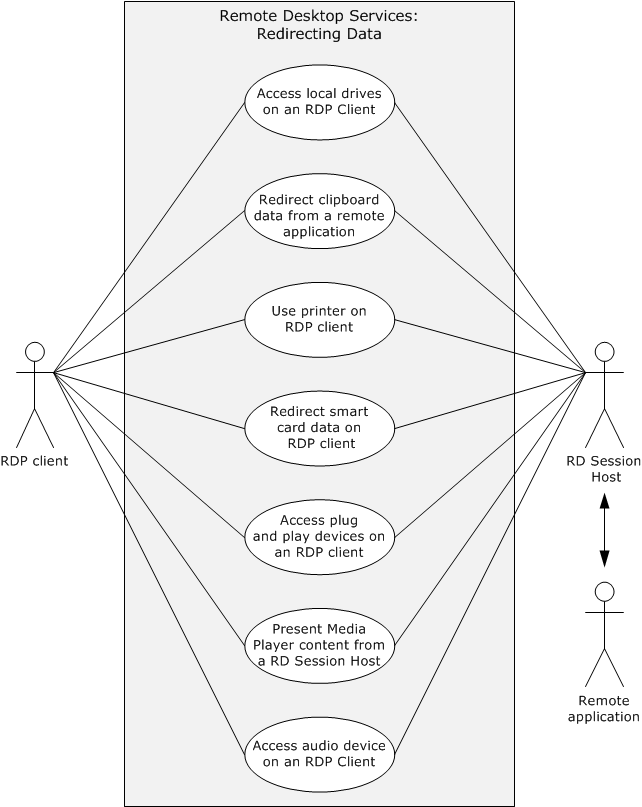 Remote Desktop Services:
Redirecting Data
Access local drives
on an RDP Client
Redirect clipboard
data from a remote
application
Use printer on
RDP client
Redirect smart
card data on
RDP client
Access plug
and play devices on
an RDP client
Present Media
Player content from
a RD Session Host
Access audio device
on an RDP Client
RDP client
RD Session
Host
Remote
application